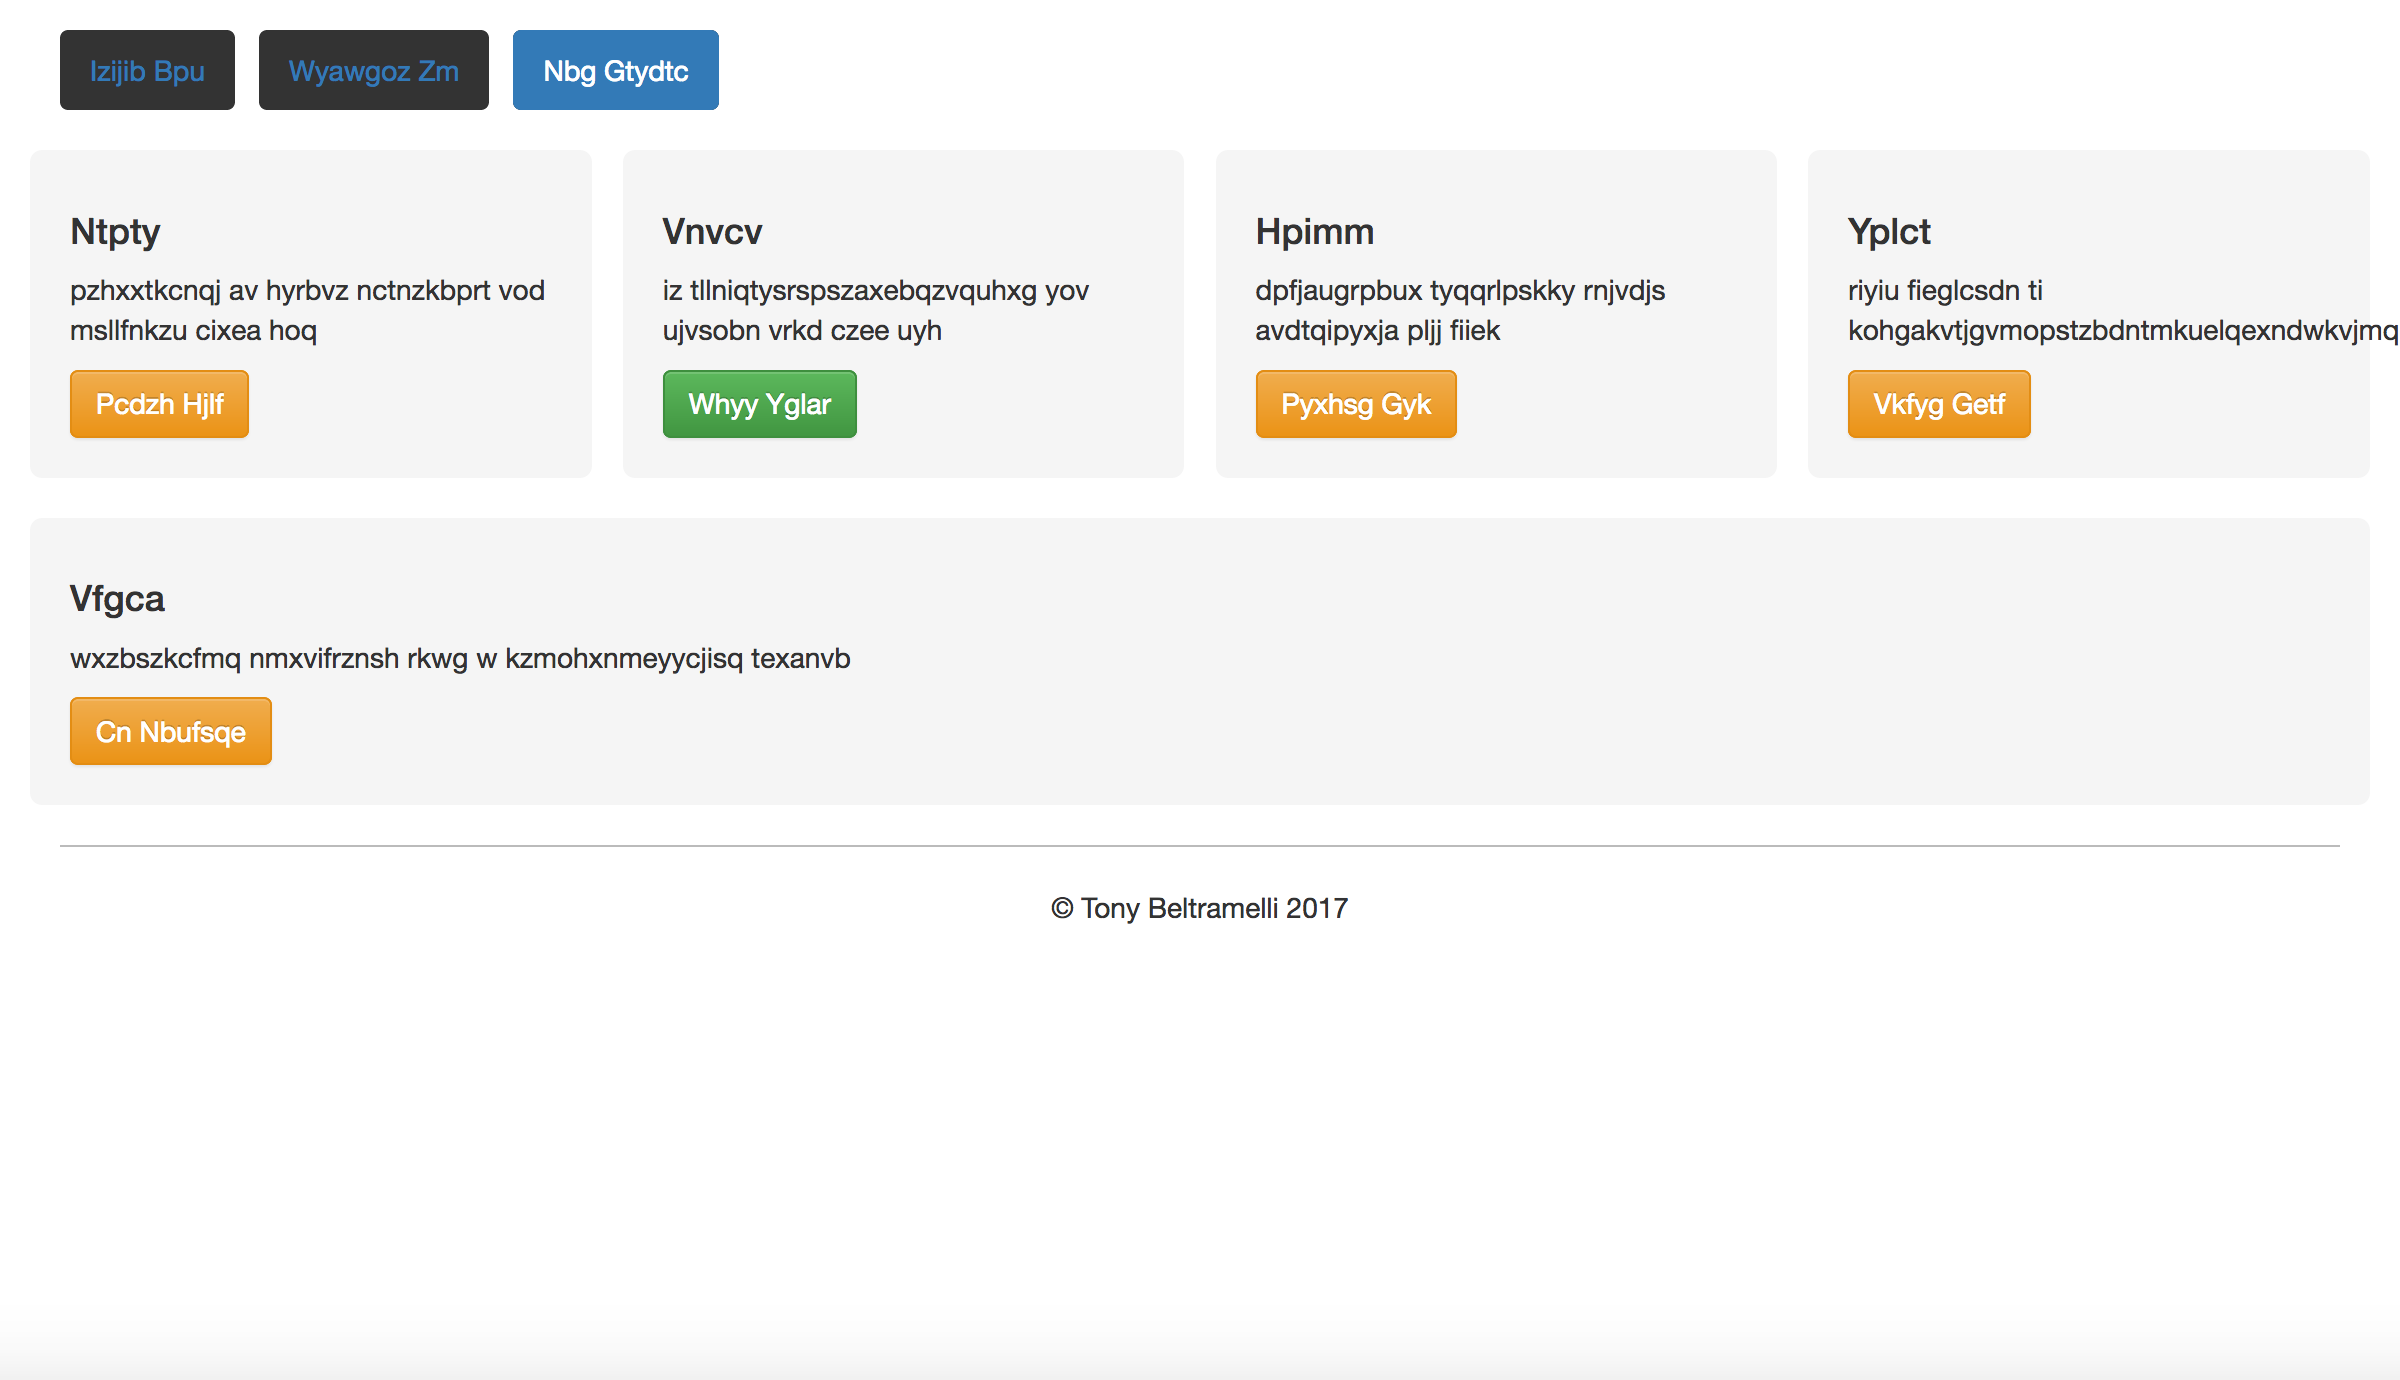 Izijib Bpu
Wyawgoz Zm
Nbg Gtydtc
Ntpty
pzhxxtkcnqj av hyrbvz nctnzkbprt vod
msllfnkzu cixea hoq
Pcdzh Hjlf
Vnvcv
iz tllniqtysrspszaxebqzvquhxg yov
ujvsobn vrkd czee uyh
Whyy Yglar
Hpimm
dpfjaugrpbux tyqqrlpskky rnjvdjs
avdtqipyxja pljj fiiek
Pyxhsg Gyk
Yplct
riyiu fieglcsdn ti
kohgakvtjgvmopstzbdntmkuelqexndwkvjmq
Vkfyg Getf
Vfgca
wxzbszkcfmq nmxvifrznsh rkwg w kzmohxnmeyycjisq texanvb
Cn Nbufsqe
© Tony Beltramelli 2017